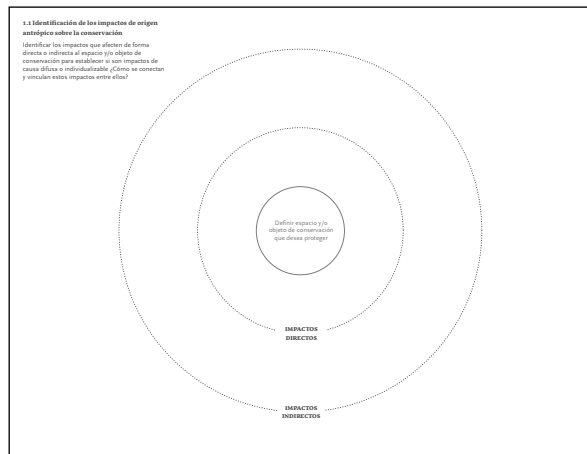 1.1 Identificación de los impactos de origen
antrópico sobre la conservación
Identificar los impactos que afecten de forma
directa o indirecta al espacio y/o objeto de
conservación para establecer si son impactos de
causa difusa o individualizable ¿Cómo se conectan
y vinculan estos impactos entre ellos?
Definir espacio y/o
objeto de conservación
que desea proteger
IMPACTOS
DIRECTOS
IMPACTOS
INDIRECTOS